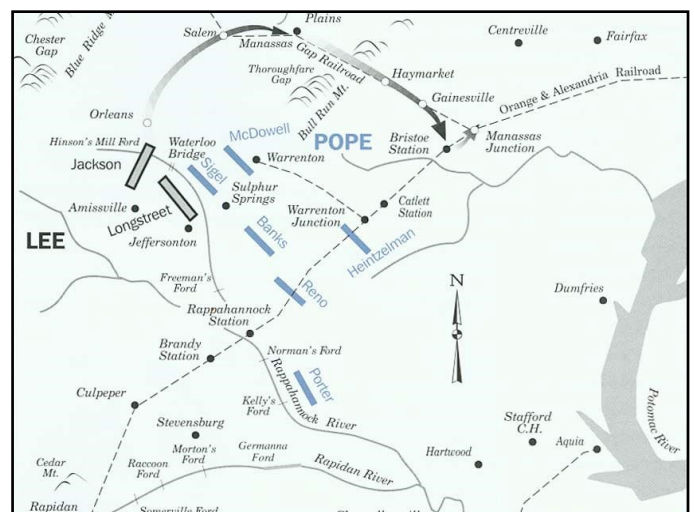 Plains
Salem
Centreville
Fairfax
Chester
Gap
Blue Ridge
Manassas
Gap Railroad
Thoroughfare
Gap
Haymarket
Bull Run Mt.
Gainesville
Orange & Alexandria Railroad
Orleans
Hinson's Mill Ford
Waterloo
Bridge
McDowell
POPE
Bristoe
Station
Manassas
Junction
Jackson
Sigel
Warrenton
Sulphur
Springs
Amissville
Longstreet
Catlett
Station
Warrenton
Junction
LEE
Jeffersonton
Banks
Heintzelman
Freeman's
Ford
Reno
N
Dumfries
Rappahannock
Station
Brandy
Station
Norman's Ford
Porter
Culpeper
Kelly's
Ford
Rappahannock River
Potomac River
Stevensburg
Stafford
C.H.
Morton's
Ford
Germanna
Ford
Hartwood
Aquia
Cedar
Mt.
Raccoon
Ford
Rapidan River
Rapidan
Somerville Ford